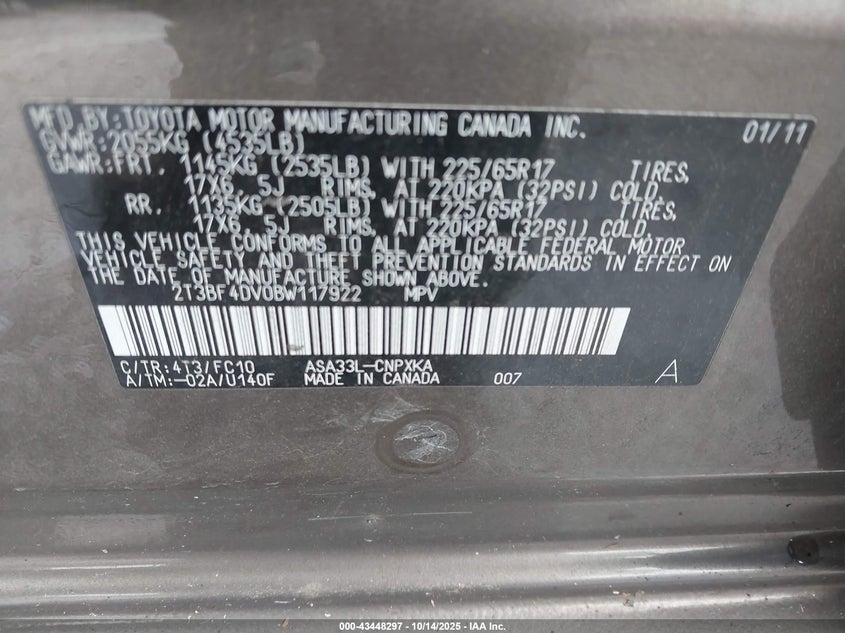 MFD. BY: TOYOTA MOTOR MANUFACTURING CANADA INC. 01/11
GVWR: 2055KG (4535LB)
GAWR: FRT. 1145KG (2535LB) WITH 225/65R17 TIRES,
17X6.5J RIMS, AT 220KPA (32PSI) COLD,
RR. 1135KG (2505LB) WITH 225/65R17 TIRES,
17X6.5J RIMS, AT 220KPA (32PSI) COLD,
THIS VEHICLE CONFORMS TO ALL APPLICABLE FEDERAL MOTOR
VEHICLE SAFETY AND THEFT PREVENTION STANDARDS IN EFFECT ON
THE DATE OF MANUFACTURE SHOWN ABOVE.
2T3BF4DV0BW117922 MPV
C/TR: 4T3/FC10 ASA33L-CNPXKA
A/TM: -02A/U140F MADE IN CANADA 007 A
000-43448297 - 10/14/2025 - IAA Inc.